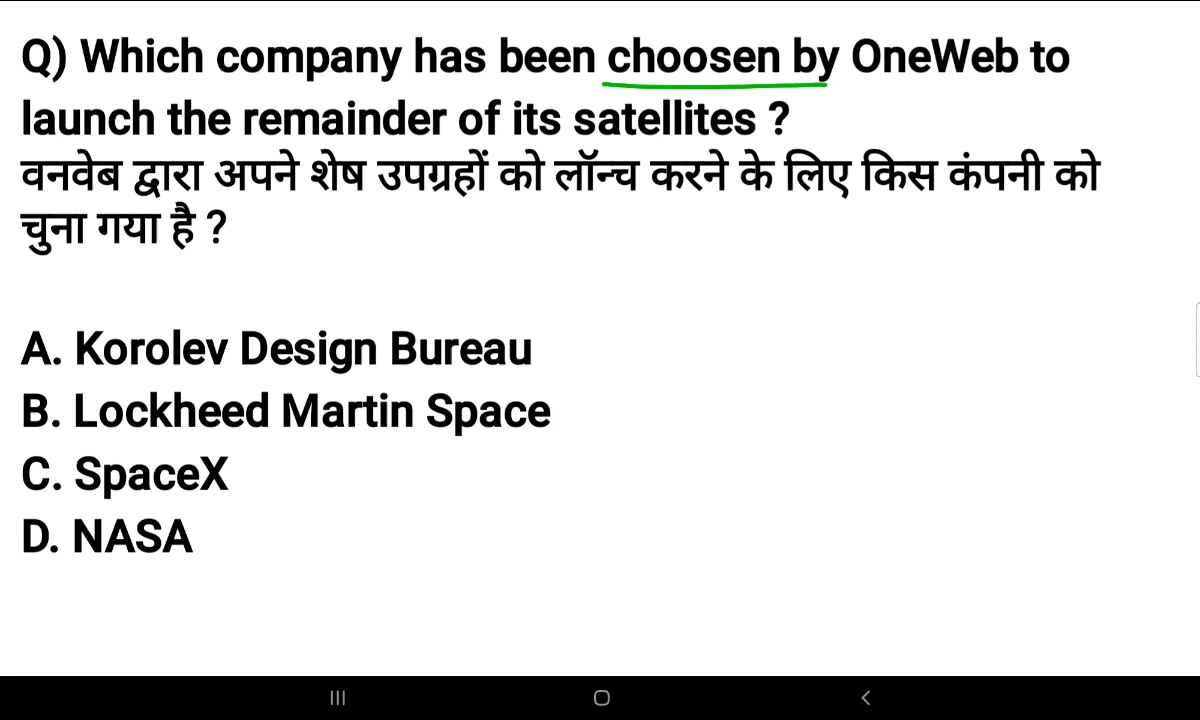 Q) Which company has been choosen by OneWeb to
launch the remainder of its satellites ?
वनवेब द्वारा अपने शेष उपग्रहों को लॉन्च करने के लिए किस कंपनी को
चुना गया है ?
A. Korolev Design Bureau
B. Lockheed Martin Space
C. SpaceX
D. NASA